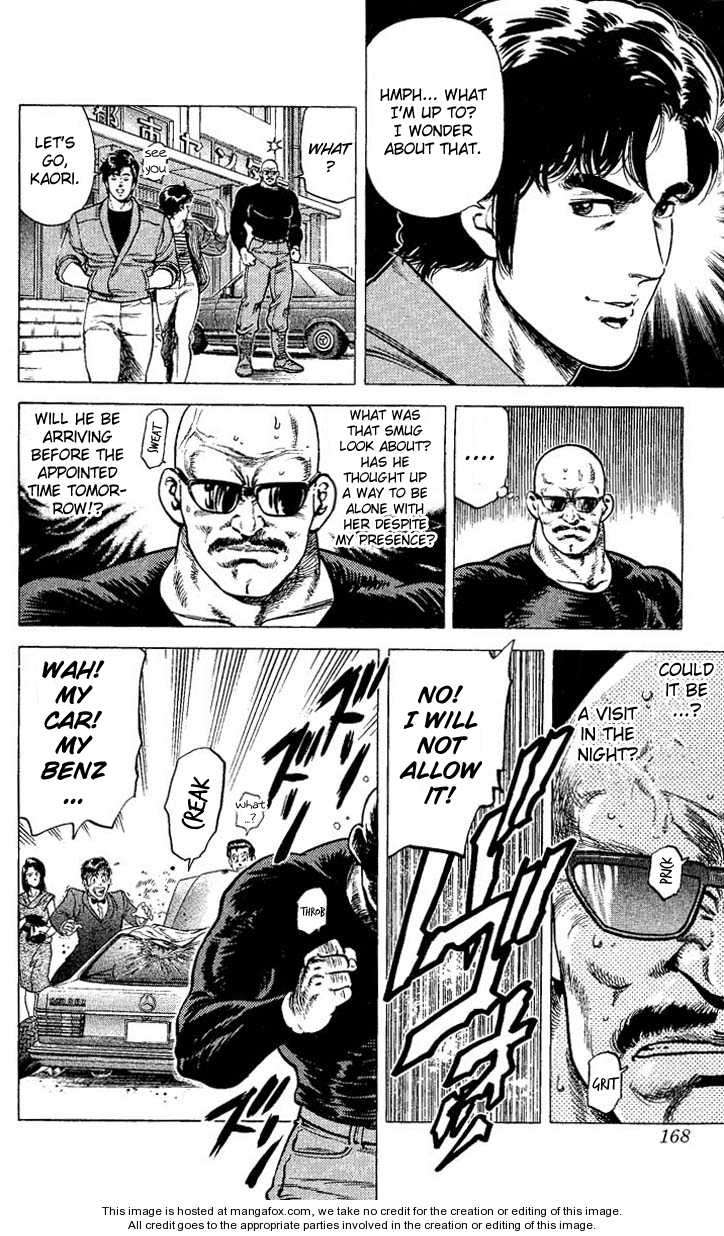 HMPH... WHAT
I'M UP TO?
I WONDER
ABOUT THAT.
WHAT
?
see
you
LET'S
GO,
KAORI.
....
WHAT WAS
THAT SMUG
LOOK ABOUT?
HAS HE
THOUGHT UP
A WAY TO BE
ALONE WITH
HER DESPITE
MY PRESENCE?
SWEAT
WILL HE BE
ARRIVING
BEFORE THE
APPOINTED
TIME TOMOR-
ROW!?
COULD
IT BE
...?
A VISIT
IN THE
NIGHT?
PRICK
GRIT
NO!
I WILL
NOT
ALLOW
IT!
WAH!
MY
CAR!
MY
BENZ
...
CREAK
what
..?
THROB
168
This image is hosted at mangafox.com, we take no credit for the creation or editing of this image.
All credit goes to the appropriate parties involved in the creation or editing of this image.